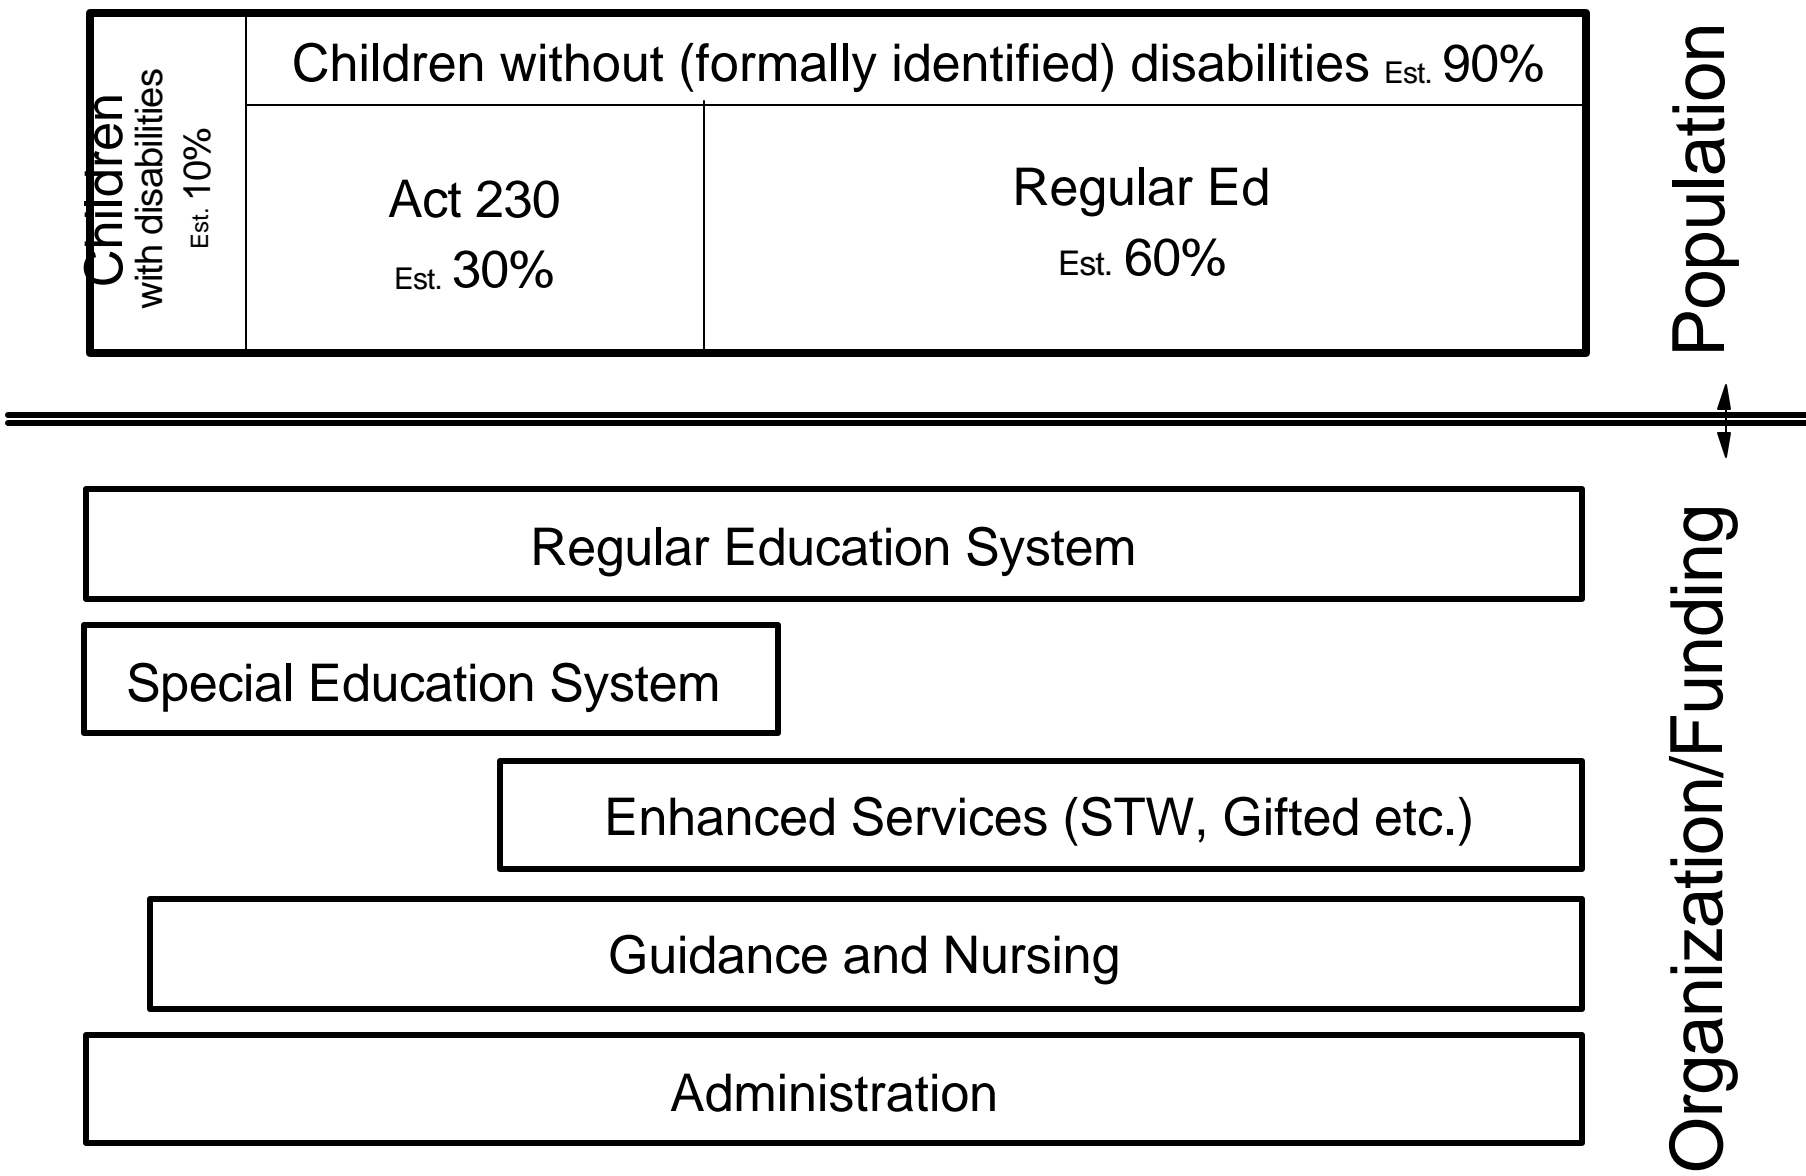 Children
with disabilities
Est. 10%
Children without (formally identified) disabilities Est. 90%
Act 230
Est. 30%
Regular Ed
Est. 60%
Population
Regular Education System
Special Education System
Enhanced Services (STW, Gifted etc.)
Guidance and Nursing
Administration
Organization/Funding